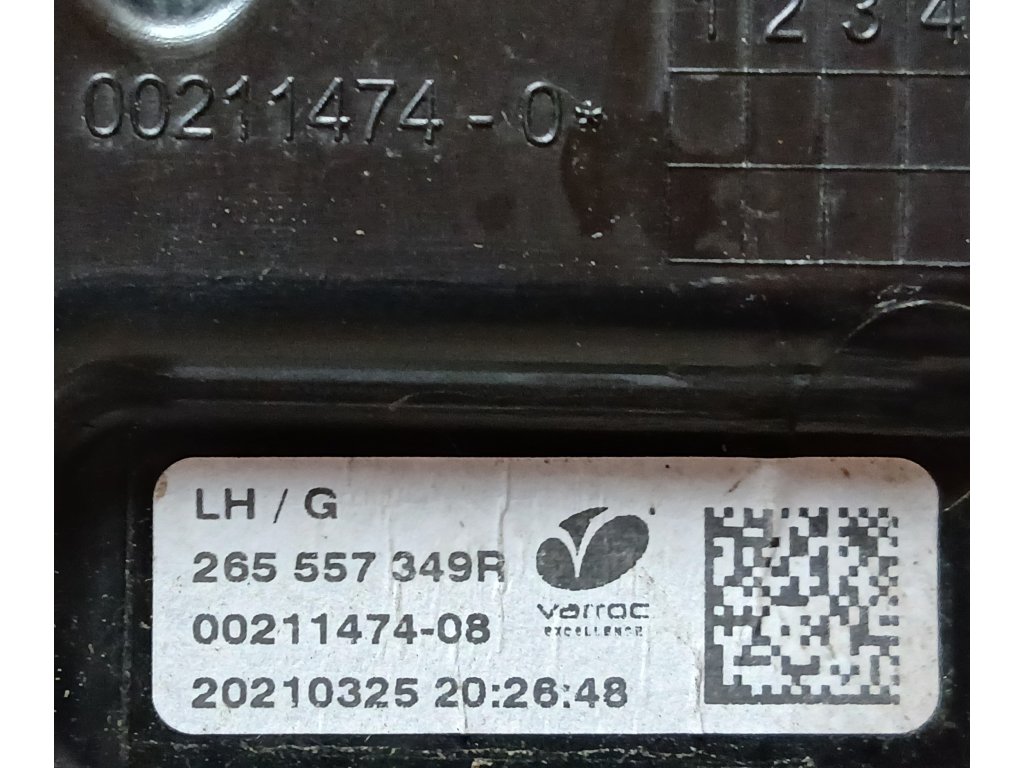 1 2 3 4
00211474-0*
LH / G
265 557 349R
00211474-08
20210325 20:26:48
varroc
EXCELLENCE